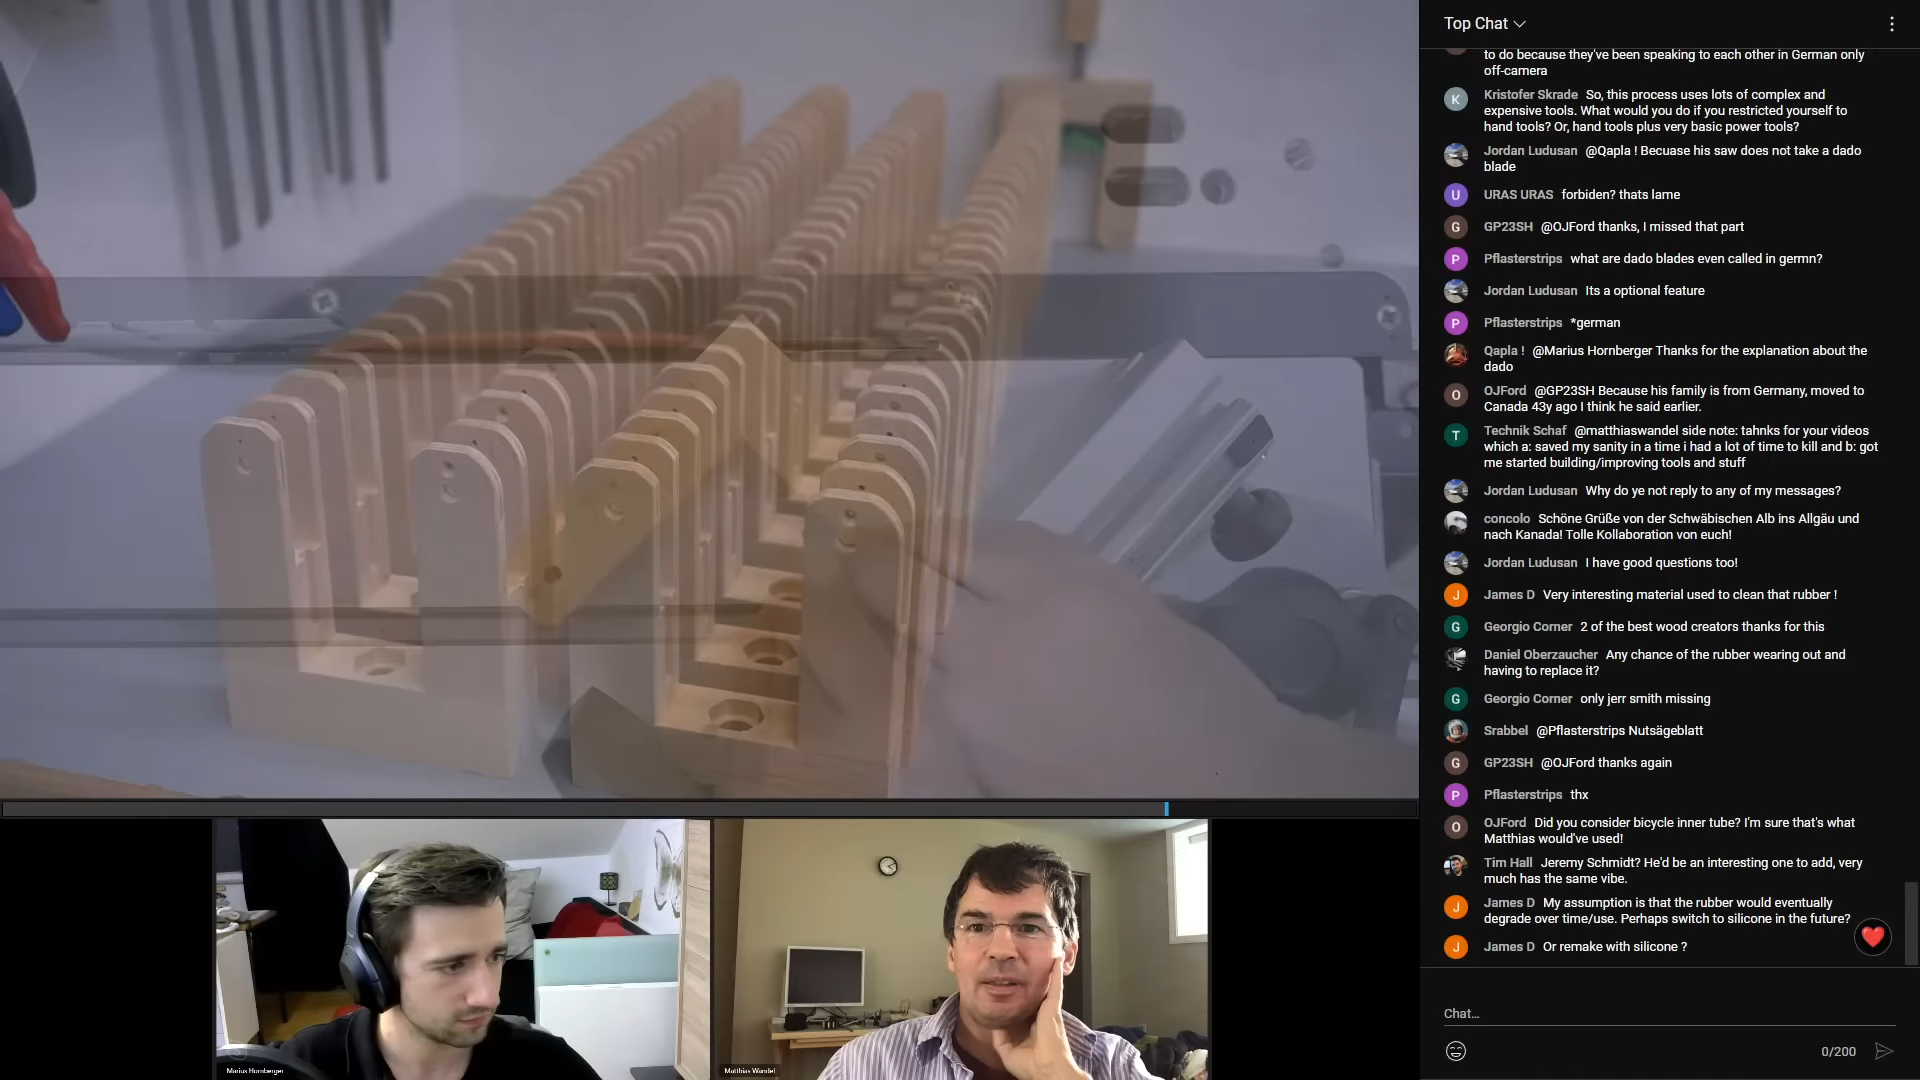 Top Chat
to do because they've been speaking to each other in German only
off-camera
K
Kristofer Skrade So, this process uses lots of complex and
expensive tools. What would you do if you restricted yourself to
hand tools? Or, hand tools plus very basic power tools?
Jordan Ludusan @Qapla ! Becuase his saw does not take a dado
blade
U
URAS URAS forbiden? thats lame
G
GP23SH @OJFord thanks, I missed that part
P
Pflasterstrips what are dado blades even called in germn?
Jordan Ludusan Its a optional feature
P
Pflasterstrips *german
Qapla ! @Marius Hornberger Thanks for the explanation about the
dado
O
OJFord @GP23SH Because his family is from Germany, moved to
Canada 43y ago I think he said earlier.
T
Technik Schaf @matthiaswandel side note: tahnks for your videos
which a: saved my sanity in a time i had a lot of time to kill and b: got
me started building/improving tools and stuff
Jordan Ludusan Why do ye not reply to any of my messages?
concolo Schöne Grüße von der Schwäbischen Alb ins Allgäu und
nach Kanada! Tolle Kollaboration von euch!
Jordan Ludusan I have good questions too!
J
James D Very interesting material used to clean that rubber !
G
Georgio Corner 2 of the best wood creators thanks for this
Daniel Oberzaucher Any chance of the rubber wearing out and
having to replace it?
G
Georgio Corner only jerr smith missing
Srabbel @Pflasterstrips Nutsägeblatt
G
GP23SH @OJFord thanks again
P
Pflasterstrips thx
O
OJFord Did you consider bicycle inner tube? I'm sure that's what
Matthias would've used!
Tim Hall Jeremy Schmidt? He'd be an interesting one to add, very
much has the same vibe.
J
James D My assumption is that the rubber would eventually
degrade over time/use. Perhaps switch to silicone in the future?
J
James D Or remake with silicone ?
Chat...
0/200
Marius Hornberger
Matthias Wandel